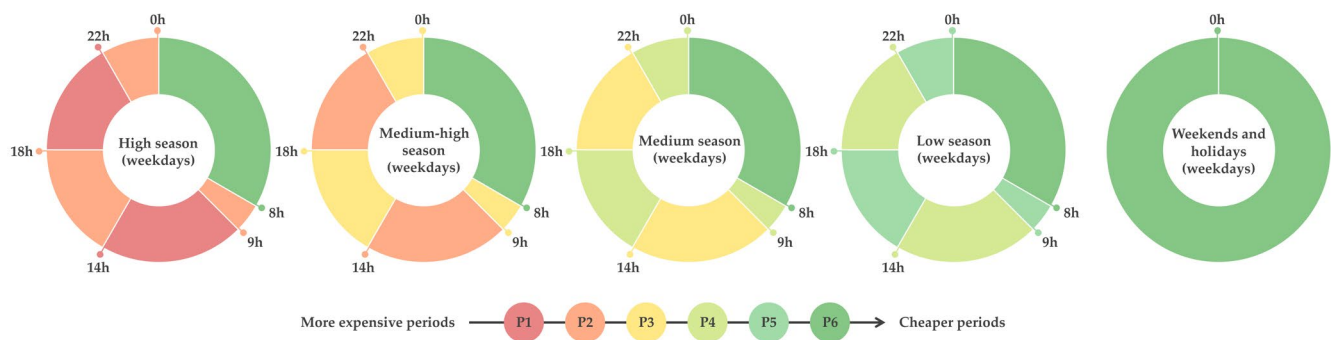 0h
22h
18h
14h
9h
8h
High season
(weekdays)
0h
22h
18h
14h
9h
8h
Medium-high
season
(weekdays)
0h
22h
18h
14h
9h
8h
Medium season
(weekdays)
0h
22h
18h
14h
9h
8h
Low season
(weekdays)
0h
Weekends and
holidays
(weekdays)
More expensive periods P1 P2 P3 P4 P5 P6 Cheaper periods